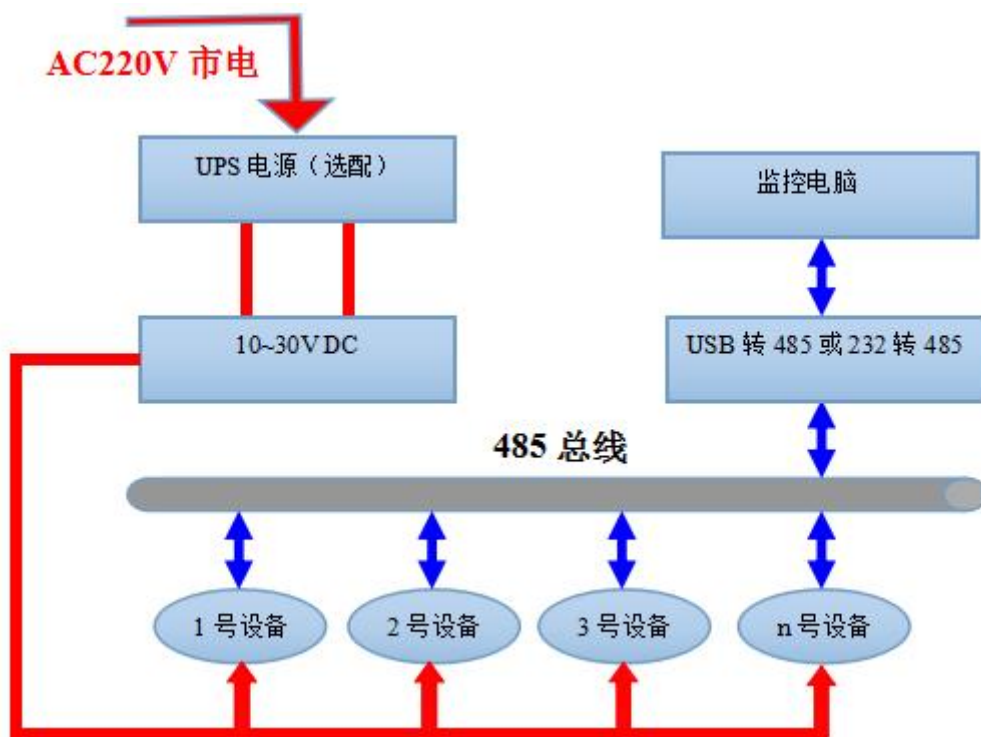 AC220V 市电
UPS 电源（选配）
监控电脑
10~30V DC
USB 转 485 或 232 转 485
485 总线
1 号设备
2 号设备
3 号设备
n 号设备